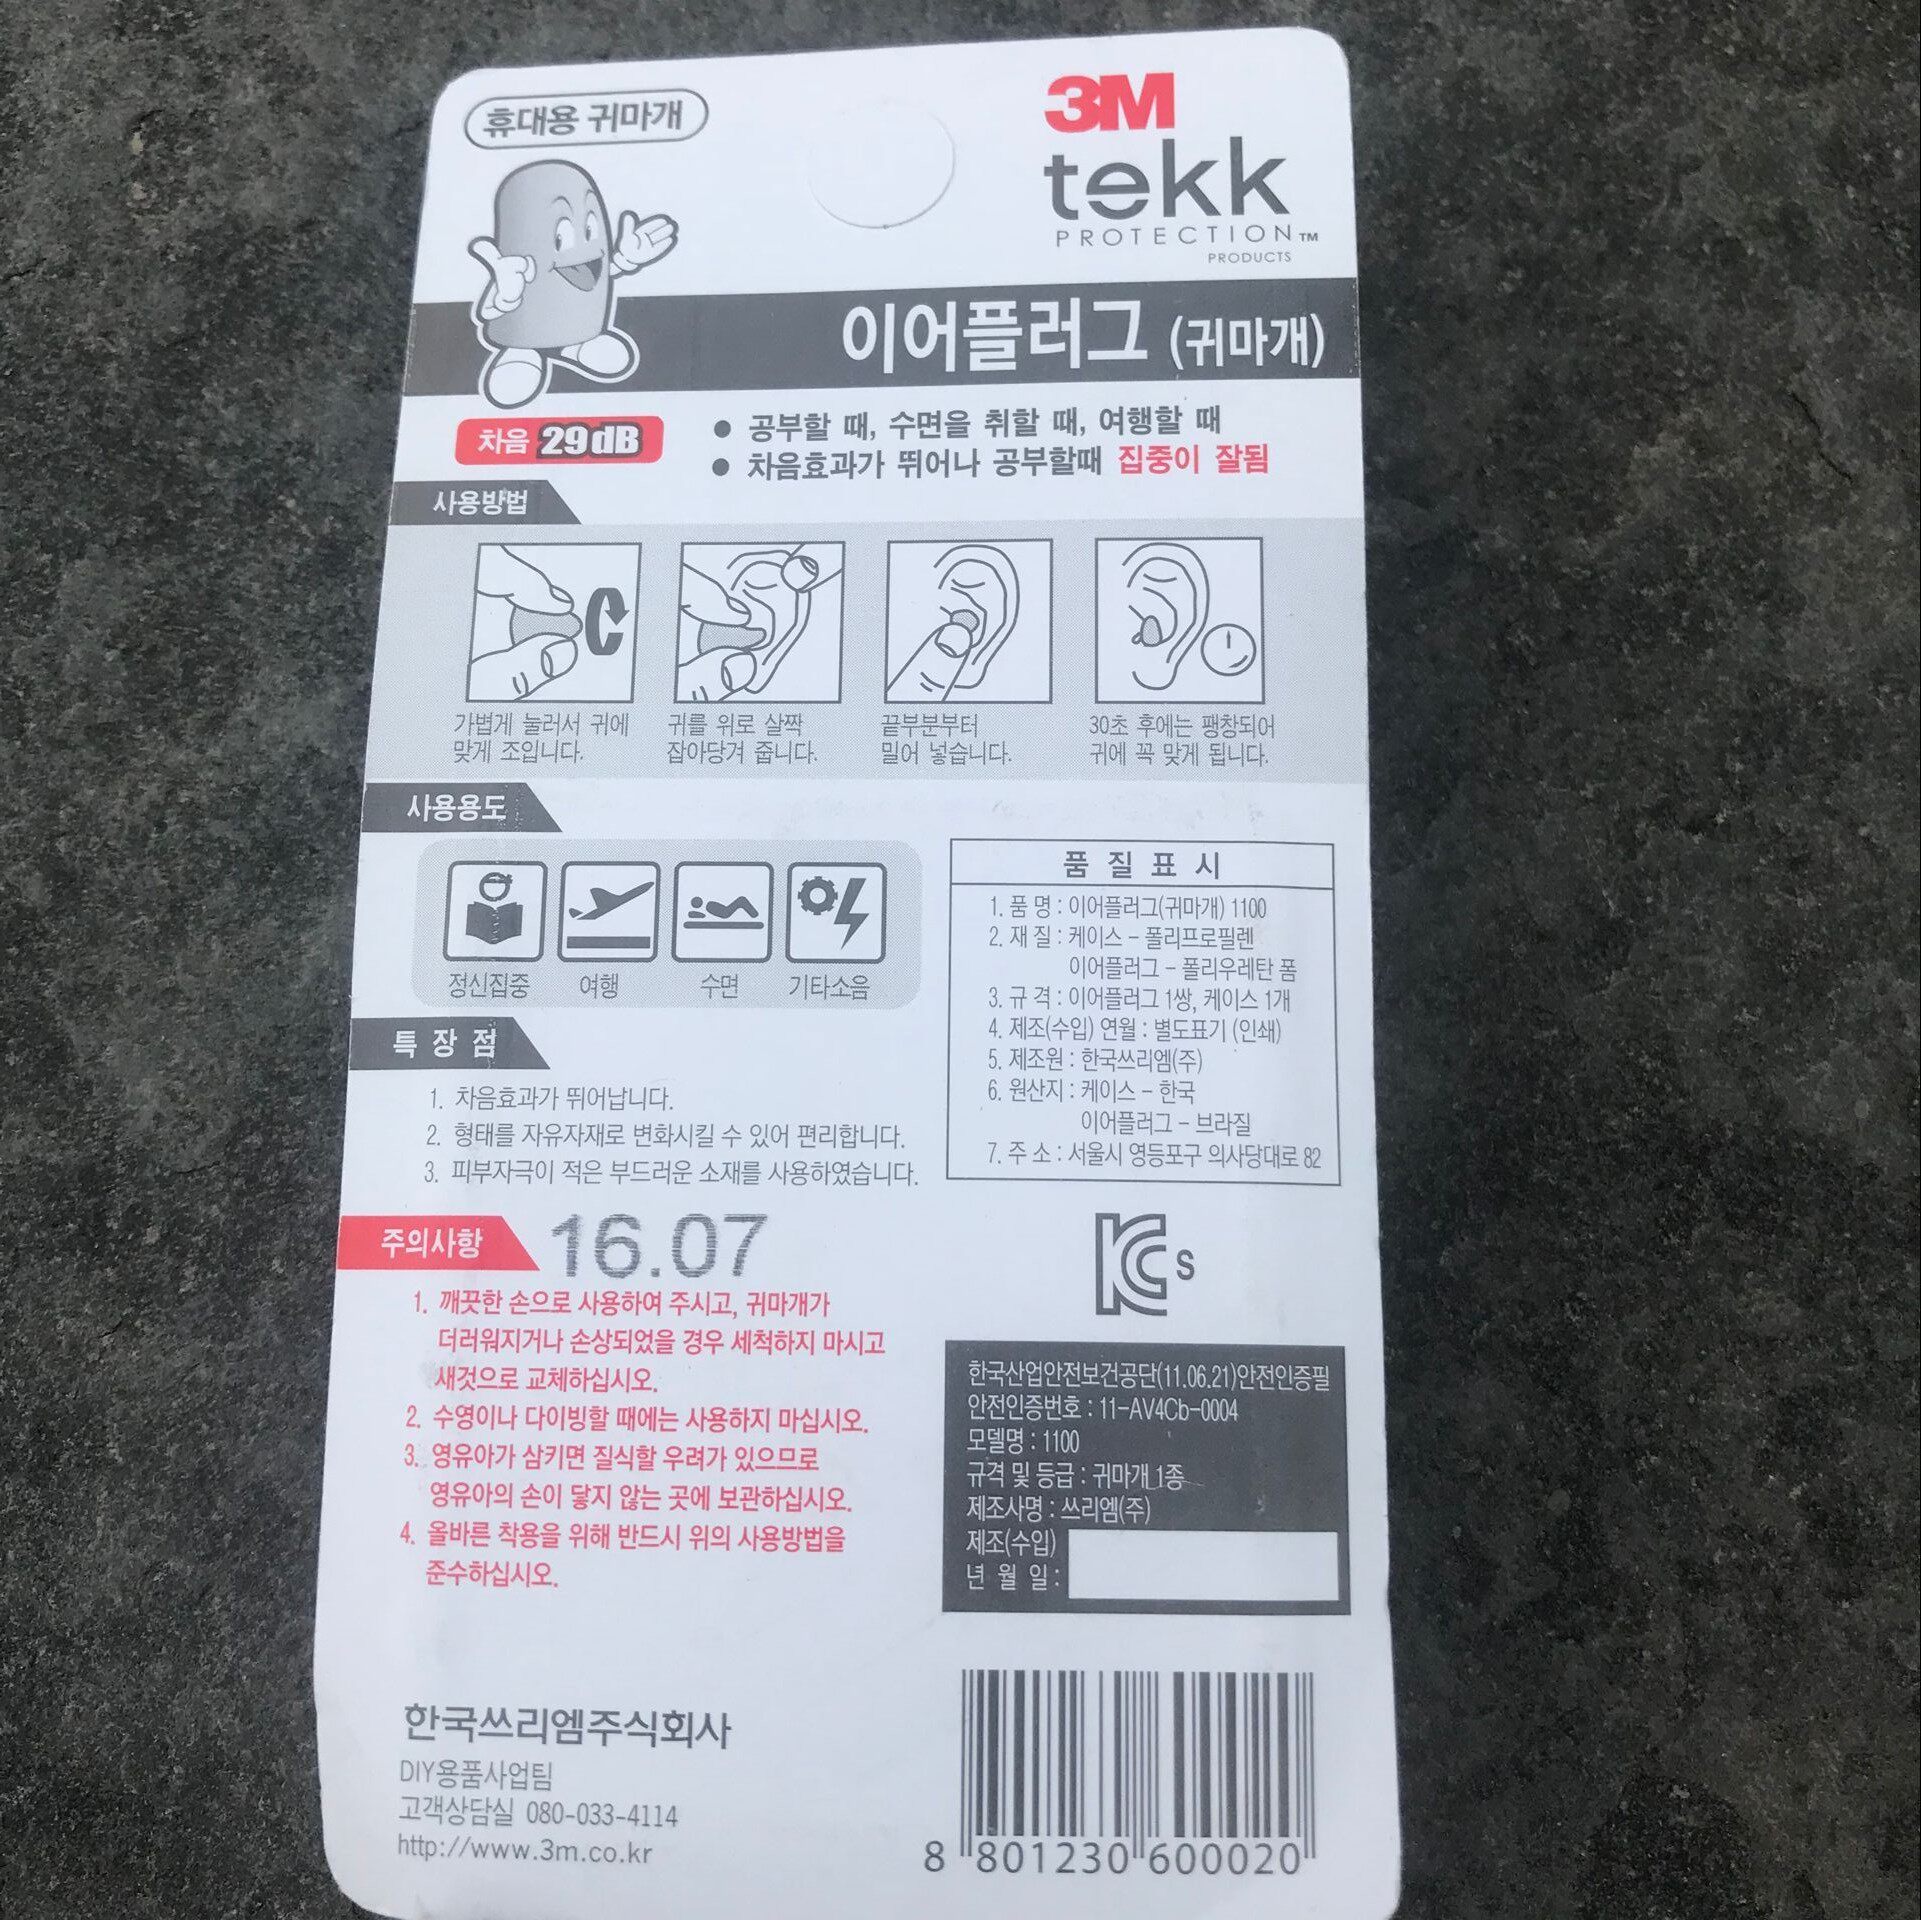 휴대용 귀마개
3M
tekk
PROTECTION™
PRODUCTS
이어플러그 (귀마개)
차음 29dB
● 공부할 때, 수면을 취할 때, 여행할 때
● 차음효과가 뛰어나 공부할때 집중이 잘됨
사용방법
가볍게 눌러서 귀에
맞게 조입니다.
귀를 위로 살짝
잡아당겨 줍니다.
끝부분부터
밀어 넣습니다.
30초 후에는 팽창되어
귀에 꼭 맞게 됩니다.
사용용도
정신집중 여행 수면 기타소음
품 질 표 시
1. 품 명 : 이어플러그(귀마개) 1100
2. 재 질 : 케이스 - 폴리프로필렌
이어플러그 - 폴리우레탄 폼
3. 규 격 : 이어플러그 1쌍, 케이스 1개
4. 제조(수입) 연월 : 별도표기 (인쇄)
5. 제조원 : 한국쓰리엠(주)
6. 원산지 : 케이스 - 한국
이어플러그 - 브라질
7. 주 소 : 서울시 영등포구 의사당대로 82
특 장 점
1. 차음효과가 뛰어납니다.
2. 형태를 자유자재로 변화시킬 수 있어 편리합니다.
3. 피부자극이 적은 부드러운 소재를 사용하였습니다.
주의사항
16.07
1. 깨끗한 손으로 사용하여 주시고, 귀마개가
더러워지거나 손상되었을 경우 세척하지 마시고
새것으로 교체하십시오.
2. 수영이나 다이빙할 때에는 사용하지 마십시오.
3. 영유아가 삼키면 질식할 우려가 있으므로
영유아의 손이 닿지 않는 곳에 보관하십시오.
4. 올바른 착용을 위해 반드시 위의 사용방법을
준수하십시오.
KC s
한국산업안전보건공단(11.06.21)안전인증필
안전인증번호 : 11-AV4Cb-0004
모델명 : 1100
규격 및 등급 : 귀마개 1종
제조사명 : 쓰리엠(주)
제조(수입)
년 월 일 :
한국쓰리엠주식회사
DIY용품사업팀
고객상담실 080-033-4114
http://www.3m.co.kr
8 801230 600020